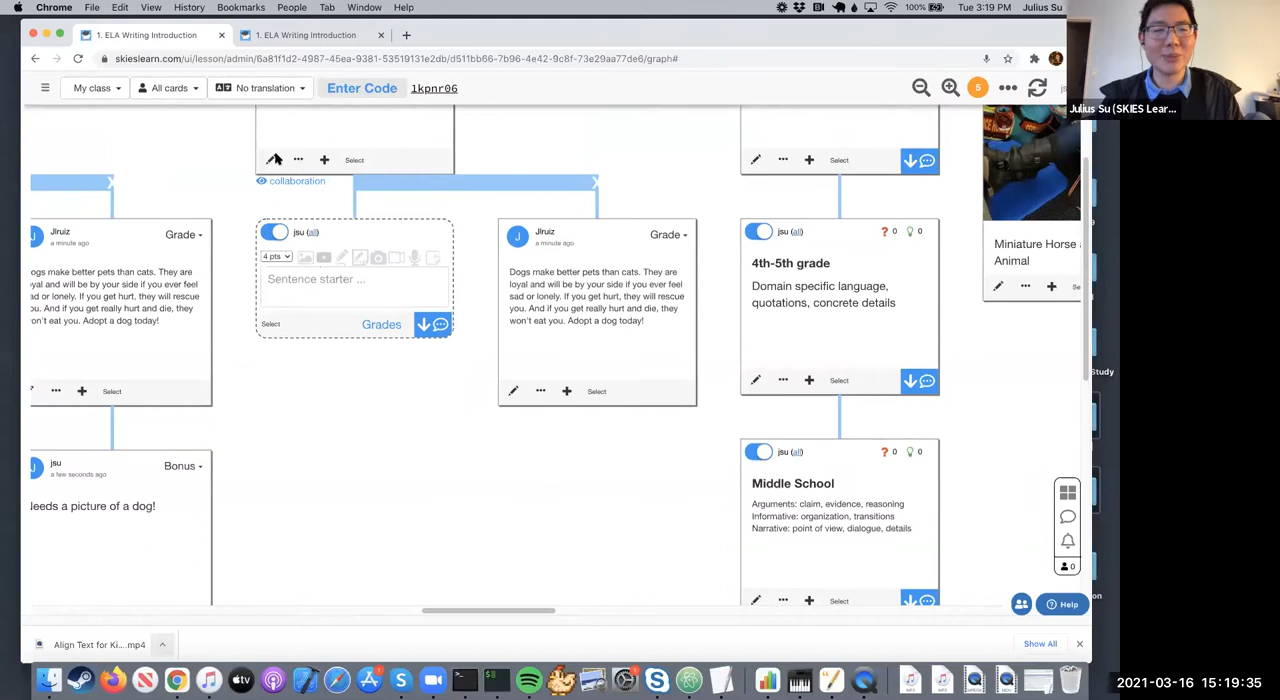 Chrome File Edit View History Bookmarks People Tab Window Help
100% Tue 3:19 PM Julius Su
1. ELA Writing Introduction
1. ELA Writing Introduction
skieslearn.com/ui/lesson/admin/6a81f1d2-4987-45ea-9381-53519131e2db/d511bb66-7b96-4e42-9c8f-73e29aa77de6/graph#
My class All cards No translation Enter Code 1kpnr06
5
Julius Su (SKIES Lear...
Select
Select
collaboration
Jlruiz
a minute ago
Grade
ogs make better pets than cats. They are
oyal and will be by your side if you ever feel
ad or lonely. If you get hurt, they will rescue
ou. And if you get really hurt and die, they
on't eat you. Adopt a dog today!
Select
jsu
a few seconds ago
Bonus
leeds a picture of a dog!
jsu (all)
4 pts
Sentence starter ...
Select
Grades
J
Jlruiz
a minute ago
Grade
Dogs make better pets than cats. They are
loyal and will be by your side if you ever feel
sad or lonely. If you get hurt, they will rescue
you. And if you get really hurt and die, they
won't eat you. Adopt a dog today!
Select
jsu (all)
? 0 0
4th-5th grade
Domain specific language,
quotations, concrete details
Select
jsu (all)
? 0 0
Middle School
Arguments: claim, evidence, reasoning
Informative: organization, transitions
Narrative: point of view, dialogue, details
Select
Miniature Horse
Animal
Se
Study
0
on
Help
Align Text for Ki....mp4
Show All
2021-03-16 15:19:35